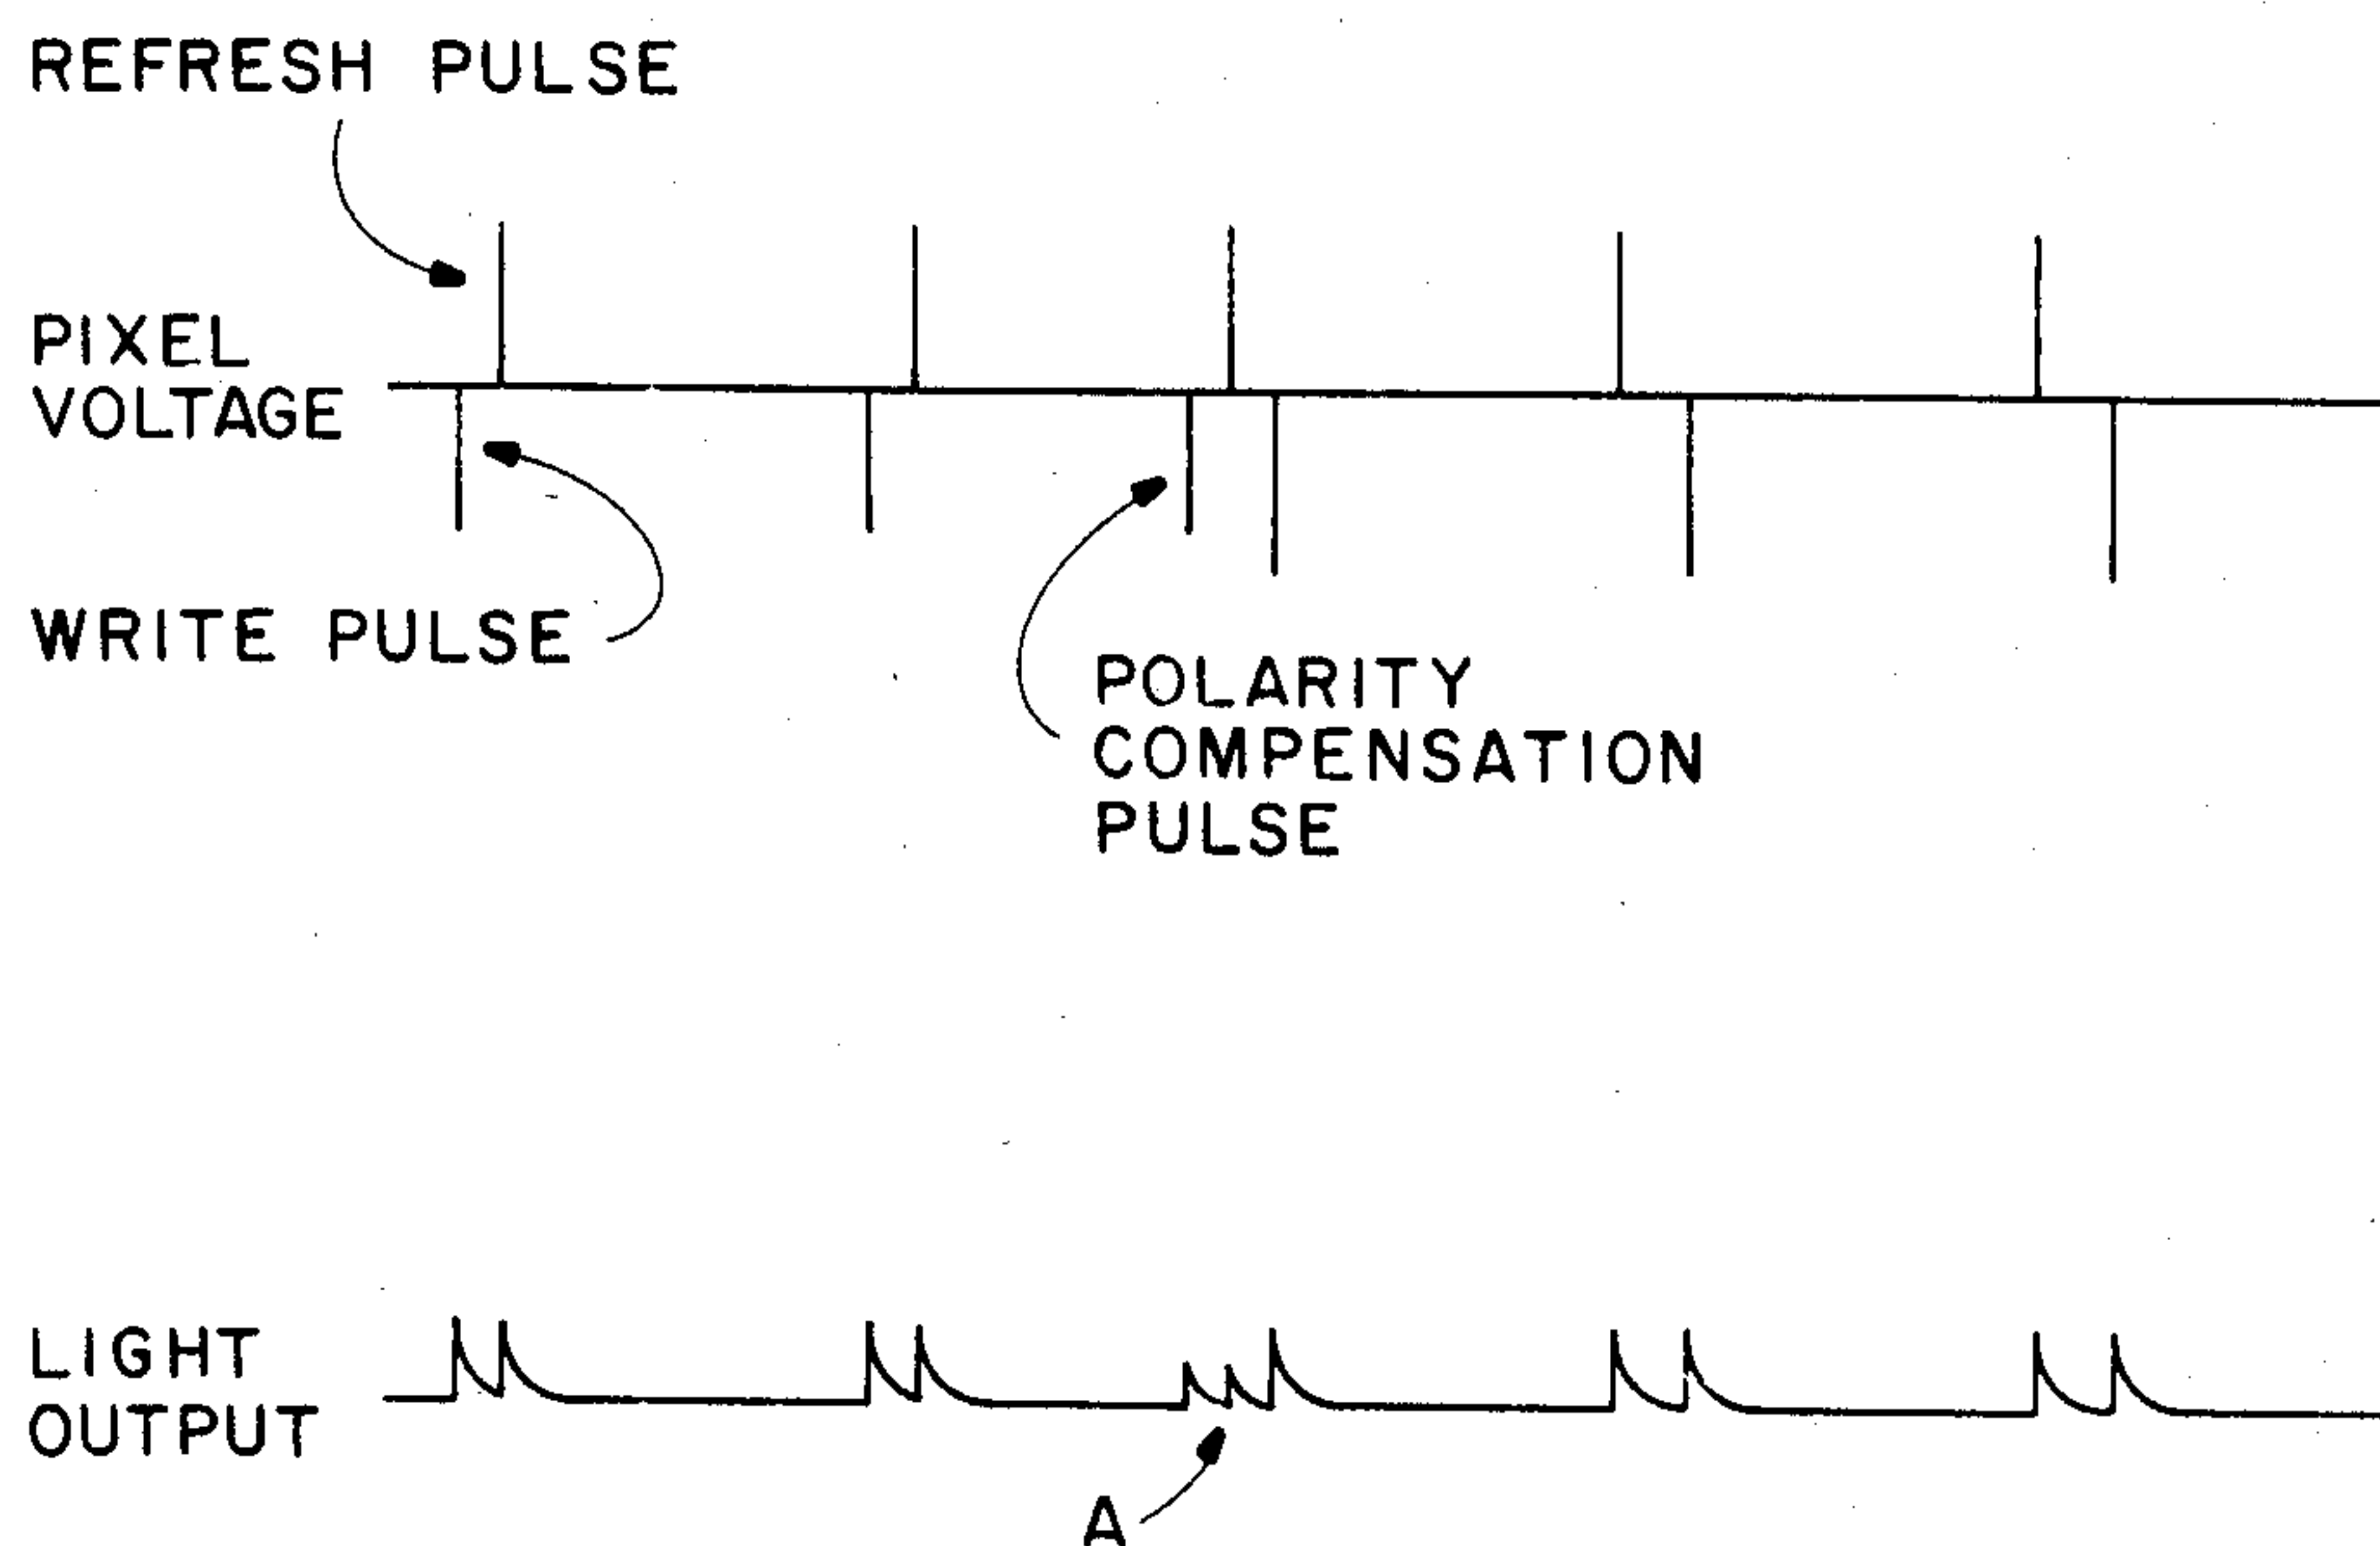 REFRESH PULSE
PIXEL
VOLTAGE
WRITE PULSE
POLARITY
COMPENSATION
PULSE
LIGHT
OUTPUT
A